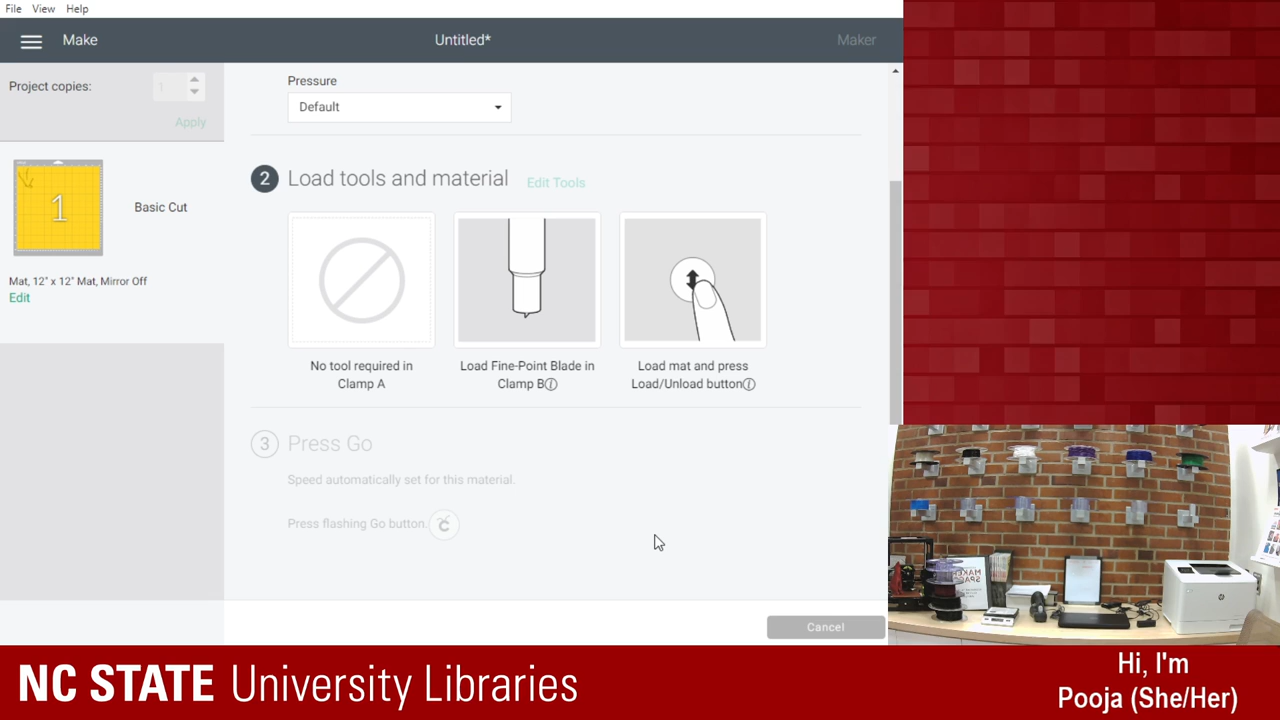 File View Help
Make
Untitled*
Maker
Project copies:
1
Apply
1
Basic Cut
Mat, 12" x 12" Mat, Mirror Off
Edit
Pressure
Default
2 Load tools and material Edit Tools
No tool required in
Clamp A
Load Fine-Point Blade in
Clamp B
Load mat and press
Load/Unload button
3 Press Go
Speed automatically set for this material.
Press flashing Go button.
Cancel
MAKER
SPACE
hp
NC STATE University Libraries
Hi, I'm
Pooja (She/Her)